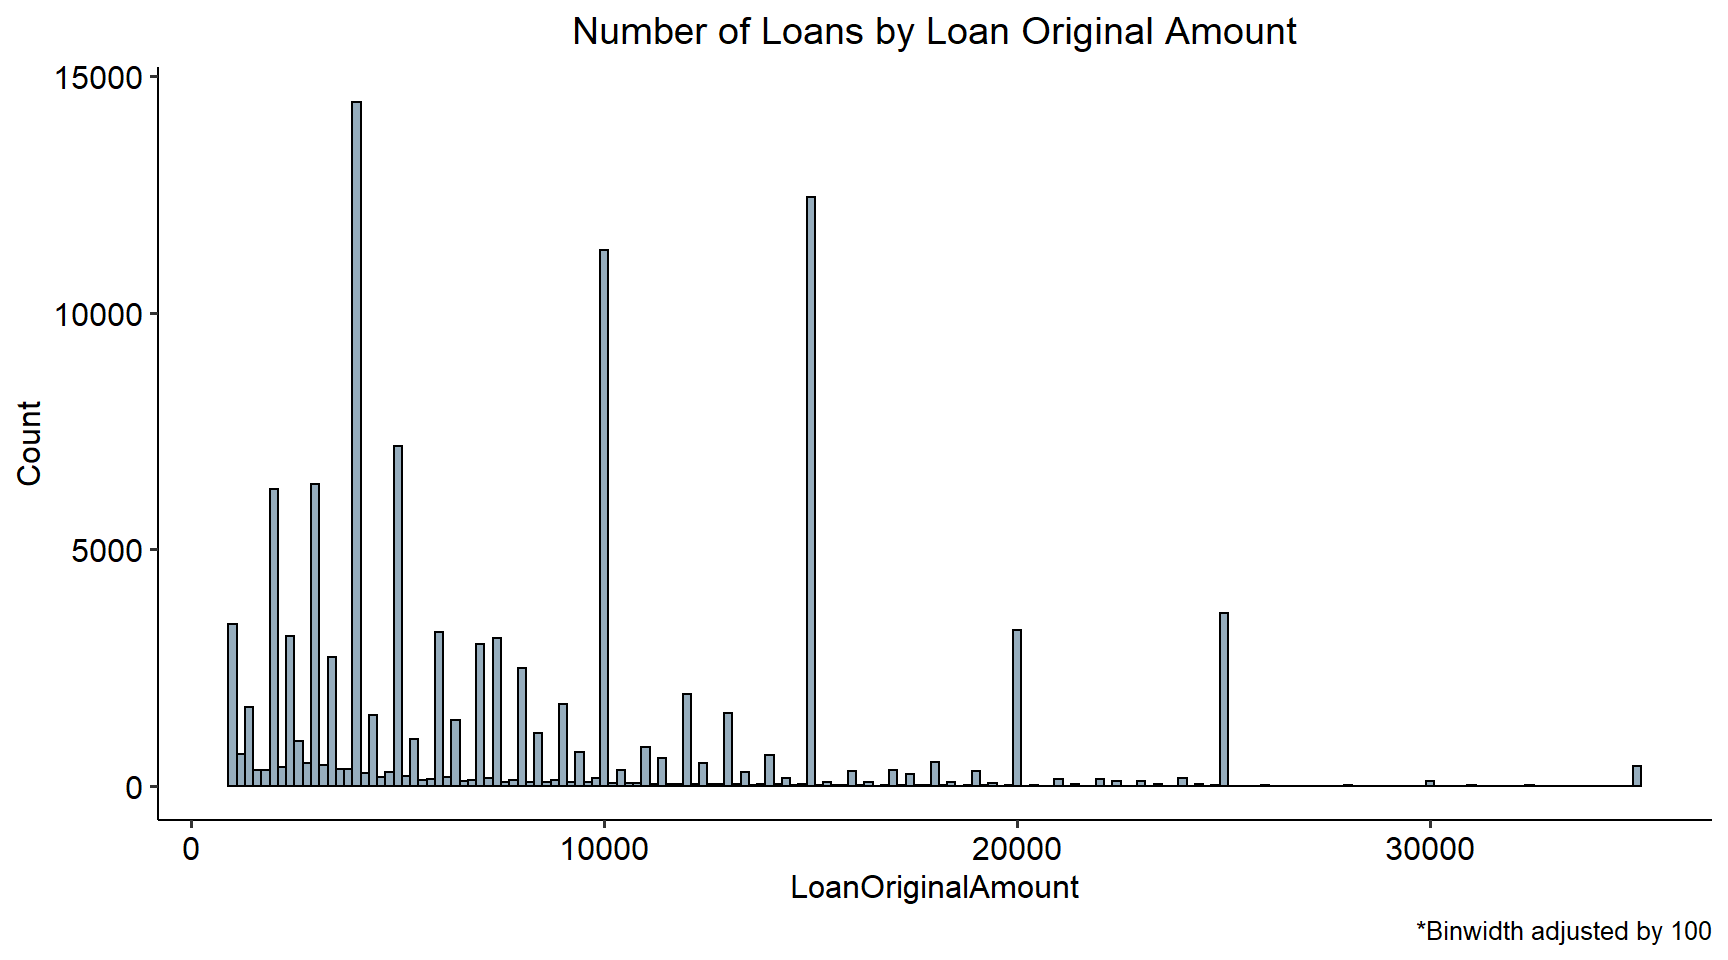 Number of Loans by Loan Original Amount
15000
10000
5000
0
Count
0 10000 20000 30000
LoanOriginalAmount
*Binwidth adjusted by 100